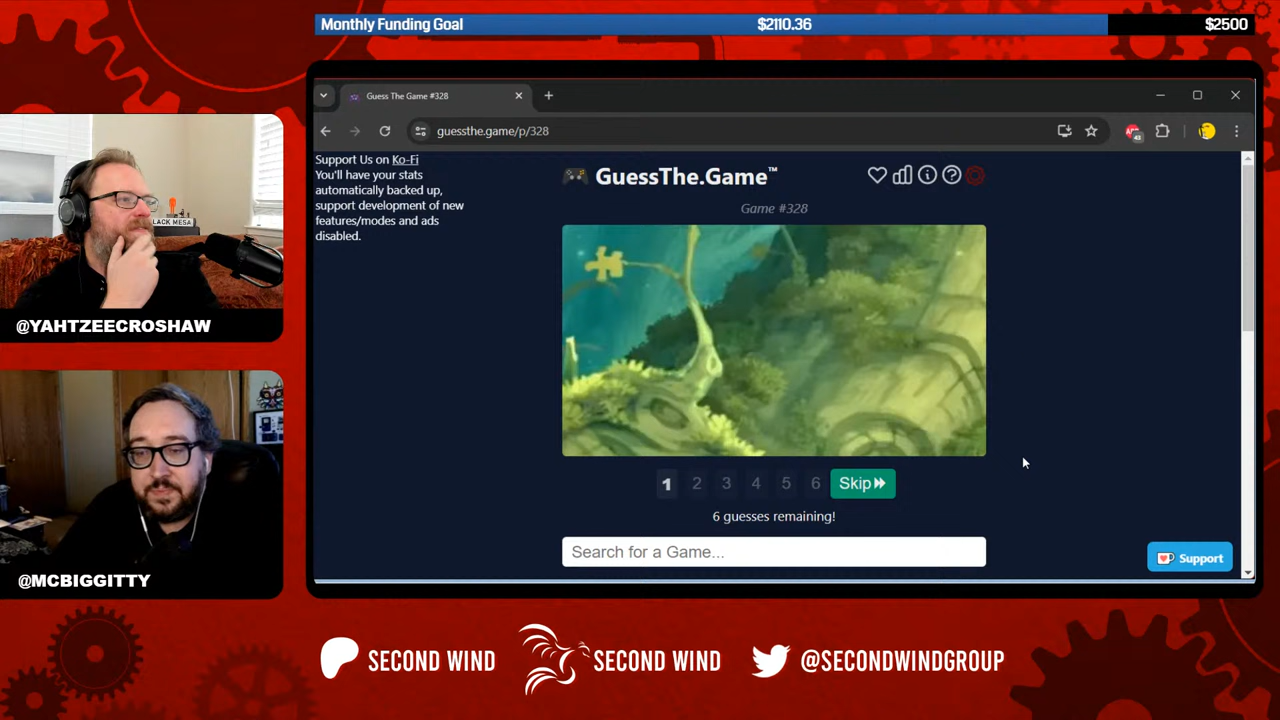 Monthly Funding Goal $2110.36 $2500
Guess The Game #328
guessthe.game/p/328
Support Us on Ko-Fi
You'll have your stats
automatically backed up,
support development of new
features/modes and ads
disabled.
GuessThe.Game™
Game #328
1 2 3 4 5 6 Skip
6 guesses remaining!
Search for a Game...
Support
LACK MESA
@YAHTZEECROSHAW
@MCBIGGITTY
SECOND WIND
SECOND WIND
@SECONDWINDGROUP